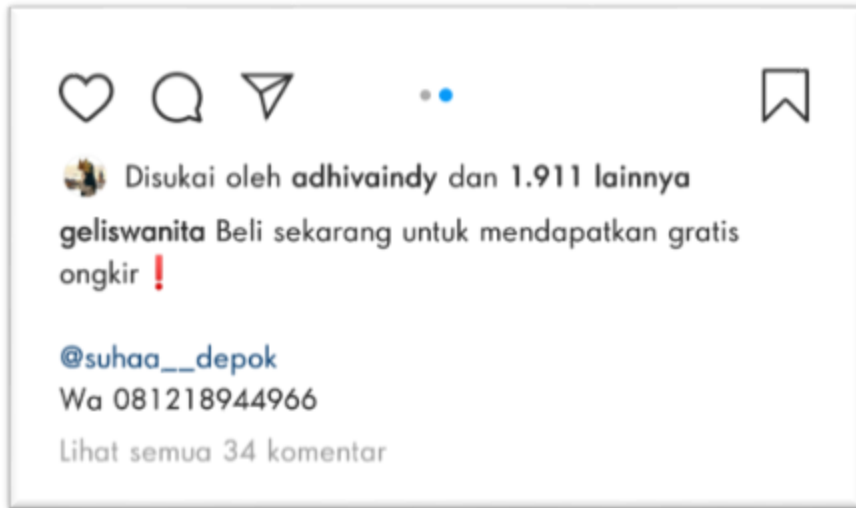 Disukai oleh adhivaindy dan 1.911 lainnya
geliswanita Beli sekarang untuk mendapatkan gratis
ongkir❗
@suhaa__depok
Wa 081218944966
Lihat semua 34 komentar